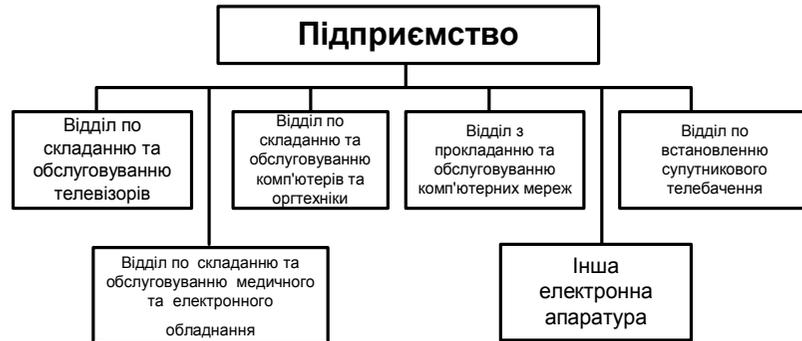 Підприємство
Відділ по
складанню та
обслуговуванню
телевізорів
Відділ по
складанню та
обслуговуванню
комп'ютерів та
оргтехніки
Відділ з
прокладанню та
обслуговуванню
комп'ютерних мереж
Відділ по
встановленню
супутникового
телебачення
Відділ по складанню та
обслуговуванню медичного
та електронного
обладнання
Інша
електронна
апаратура